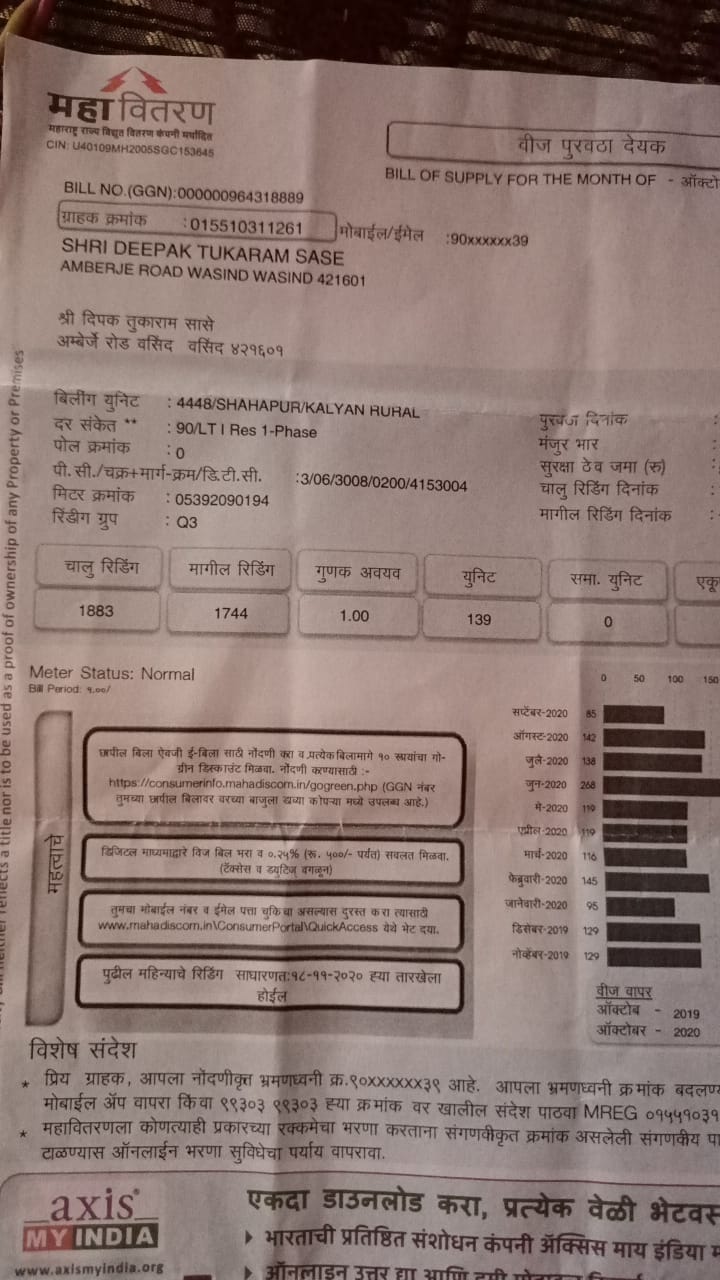 महावितरण
महाराष्ट्र राज्य विद्युत वितरण कंपनी मर्यादित
CIN: U40109MH2005SGC153645
वीज पुरवठा देयक
BILL OF SUPPLY FOR THE MONTH OF -
BILL NO.(GGN):000000964318889
ग्राहक क्रमांक :015510311261
मोबाईल/ईमेल :90xxxxxx39
SHRI DEEPAK TUKARAM SASE
AMBERJE ROAD WASIND WASIND 421601
श्री दिपक तुकाराम सासे
अम्बेर्जे रोड वसिंद वसिंद ४२१६०१
बिलींग युनिट : 4448/SHAHAPUR/KALYAN RURAL
दर संकेत ** : 90/LT I Res 1-Phase
पोल क्रमांक : 0
पी.सी./चक्र+मार्ग-क्रम/डि.टी.सी. :3/06/3008/0200/4153004
मिटर क्रमांक : 05392090194
रिंडीग ग्रुप : Q3
पुरवठा दिनांक :
मंजुर भार :
सुरक्षा ठेव जमा (रु) :
चालु रिडिंग दिनांक :
मागील रिडिंग दिनांक :
चालु रिडिंग मागील रिडिंग गुणक अवयव युनिट समा. युनिट
1883 1744 1.00 139 0
Meter Status: Normal
Bill Period: १.००/
0 50 100 150
सप्टेंबर-2020 85
ऑगस्ट-2020 142
जुलै-2020 138
जुन-2020 268
मे-2020 119
एप्रील-2020 119
मार्च-2020 116
फेब्रुवारी-2020 145
जानेवारी-2020 95
डिसेंबर-2019 129
नोव्हेंबर-2019 129
वीज वापर
ऑक्टोब - 2019
ऑक्टोबर - 2020
महत्वाचे
छापील बिला ऐवजी ई-बिला साठी नोंदणी करा व प्रत्येक बिलामागे १० रुपयांचा गो-
ग्रीन डिस्काउंट मिळवा. नोंदणी करण्यासाठी :-
https://consumerinfo.mahadiscom.in/gogreen.php (GGN नंबर
तुमच्या छापील बिलावर वरच्या बाजुला डाव्या कोपऱ्या मध्ये उपलब्ध आहे.)
डिजिटल माध्यमाद्वारे विज बिल भरा व ०.२५% (रू. ५००/- पर्यंत) सवलत मिळवा.
(टॅक्सेस व ड्युटिज् वगळून)
तुमचा मोबाईल नंबर व ईमेल पत्ता चुकिचा असल्यास दुरस्त करा त्यासाठी
www.mahadiscom.in\ConsumerPortal\QuickAccess येथे भेट दया.
पुढील महिन्याचे रिडिंग साधारणत:१८-११-२०२० ह्या तारखेला
होईल
विशेष संदेश
* प्रिय ग्राहक, आपला नोंदणीकृत भ्रमणध्वनी क्र.९०XXXXXX३९ आहे. आपला भ्रमणध्वनी क्रमांक
मोबाईल ॲप वापरा किंवा ९९३०३ ९९३०३ ह्या क्रमांक वर खालील संदेश पाठवा MREG
* महावितरणला कोणत्याही प्रकारच्या रक्कमेचा भरणा करताना संगणकीकृत क्रमांक असलेली संगणकीय
टाळण्यास ऑनलाईन भरणा सुविधेचा पर्याय वापरावा.
axis
MY INDIA
www.axismyindia.org
एकदा डाउनलोड करा, प्रत्येक वेळी
भारताची प्रतिष्ठित संशोधन कंपनी ॲक्सिस माय इंडिया
ऑनलाइन उत्तर द्या आणि
neither reflects a title nor is to be used as a proof of ownership of any Property or Premises